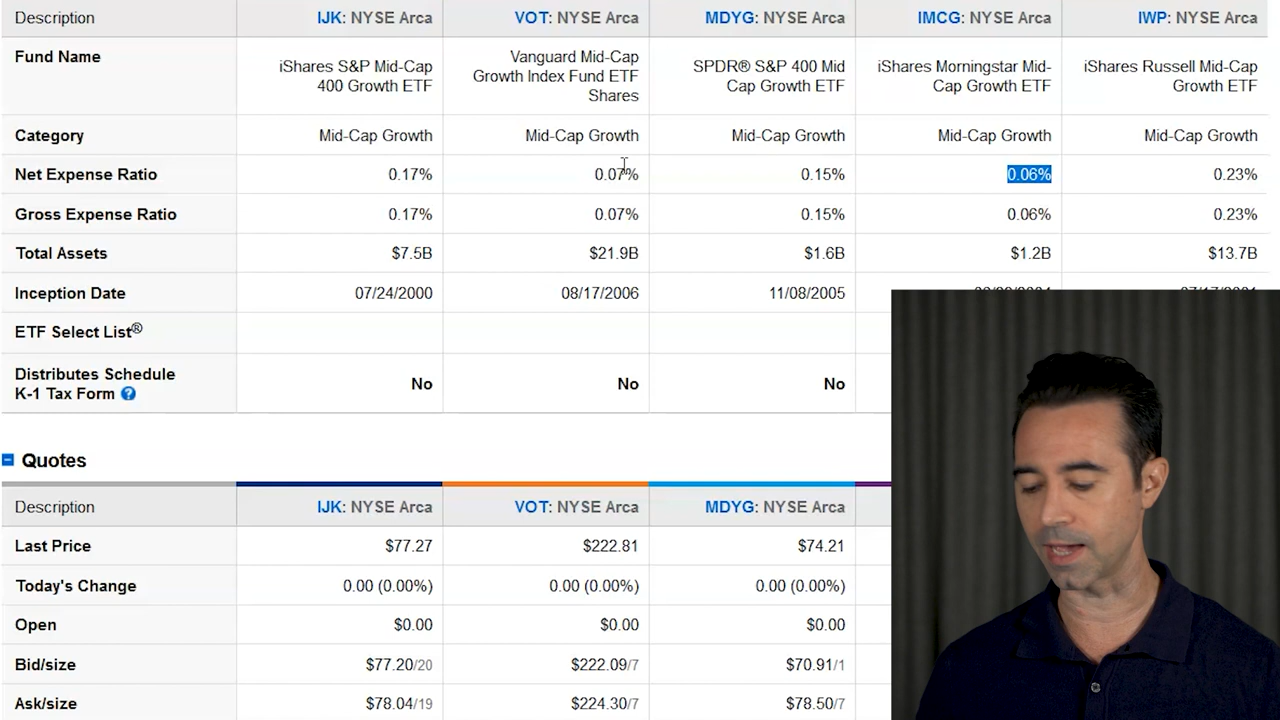 Description IJK: NYSE Arca VOT: NYSE Arca MDYG: NYSE Arca IMCG: NYSE Arca IWP: NYSE Arca
Fund Name iShares S&P Mid-Cap 400 Growth ETF Vanguard Mid-Cap Growth Index Fund ETF Shares SPDR® S&P 400 Mid Cap Growth ETF iShares Morningstar Mid-Cap Growth ETF iShares Russell Mid-Cap Growth ETF
Category Mid-Cap Growth Mid-Cap Growth Mid-Cap Growth Mid-Cap Growth Mid-Cap Growth
Net Expense Ratio 0.17% 0.07% 0.15% 0.06% 0.23%
Gross Expense Ratio 0.17% 0.07% 0.15% 0.06% 0.23%
Total Assets $7.5B $21.9B $1.6B $1.2B $13.7B
Inception Date 07/24/2000 08/17/2006 11/08/2005
ETF Select List®
Distributes Schedule
K-1 Tax Form ? No No No
Quotes
Description IJK: NYSE Arca VOT: NYSE Arca MDYG: NYSE Arca
Last Price $77.27 $222.81 $74.21
Today's Change 0.00 (0.00%) 0.00 (0.00%) 0.00 (0.00%)
Open $0.00 $0.00 $0.00
Bid/size $77.20/20 $222.09/7 $70.91/1
Ask/size $78.04/19 $224.30/7 $78.50/7